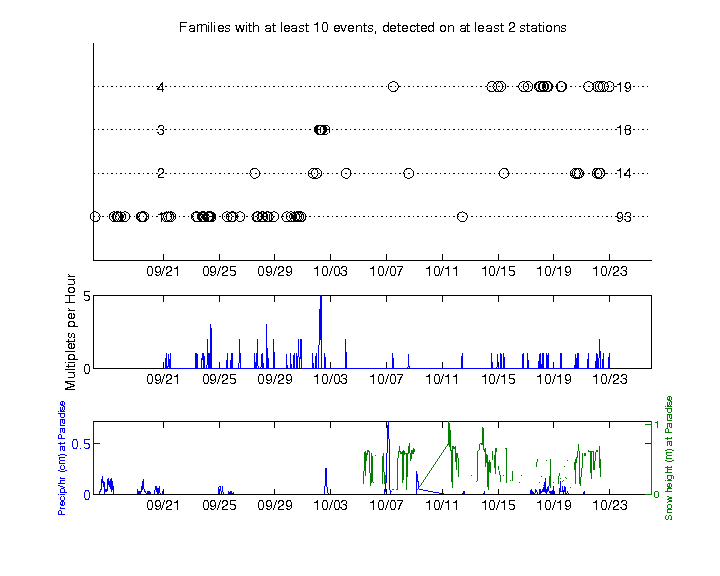 Families with at least 10 events, detected on at least 2 stations
4 19
3 16
2 14
1 93
09/21 09/25 09/29 10/03 10/07 10/11 10/15 10/19 10/23
Multiplets per Hour
5
0
09/21 09/25 09/29 10/03 10/07 10/11 10/15 10/19 10/23
Precip/hr (cm) at Paradise
0.5
0
Snow height (m) at Paradise
1
0
09/21 09/25 09/29 10/03 10/07 10/11 10/15 10/19 10/23